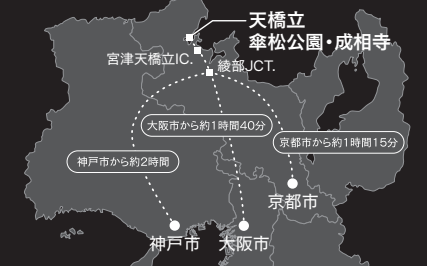 天橋立
傘松公園・成相寺
宮津天橋立IC.
綾部JCT.
大阪市から約1時間40分
京都市から約1時間15分
神戸市から約2時間
京都市
神戸市
大阪市